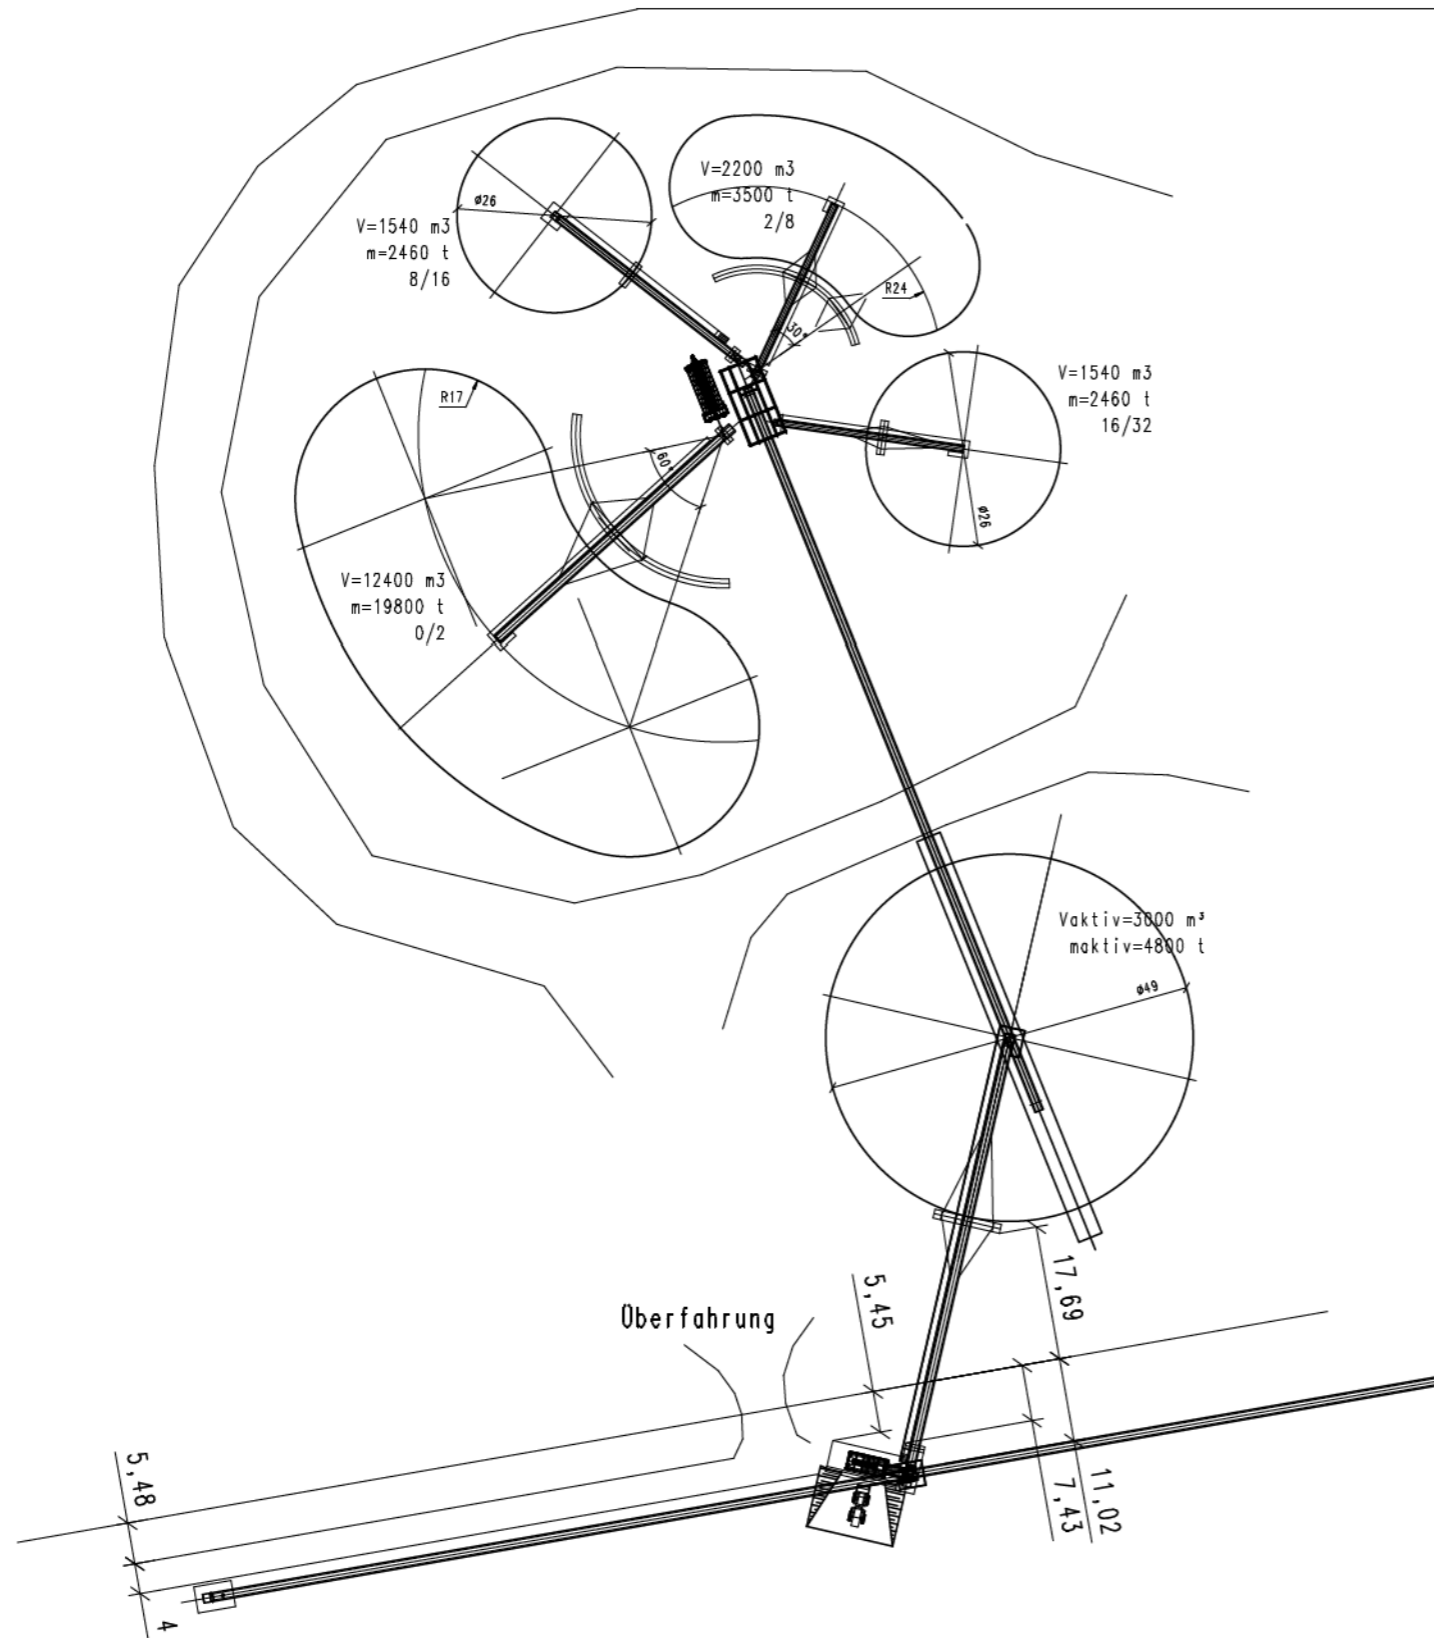 V=2200 m3
m=3500 t
2/8
ø26
V=1540 m3
m=2460 t
8/16
R24
30°
V=1540 m3
m=2460 t
16/32
R17
60°
ø26
V=12400 m3
m=19800 t
0/2
Vaktiv=3000 m³
maktiv=4800 t
ø49
17,69
5,45
Überfahrung
5,48
11,02
7,43
4